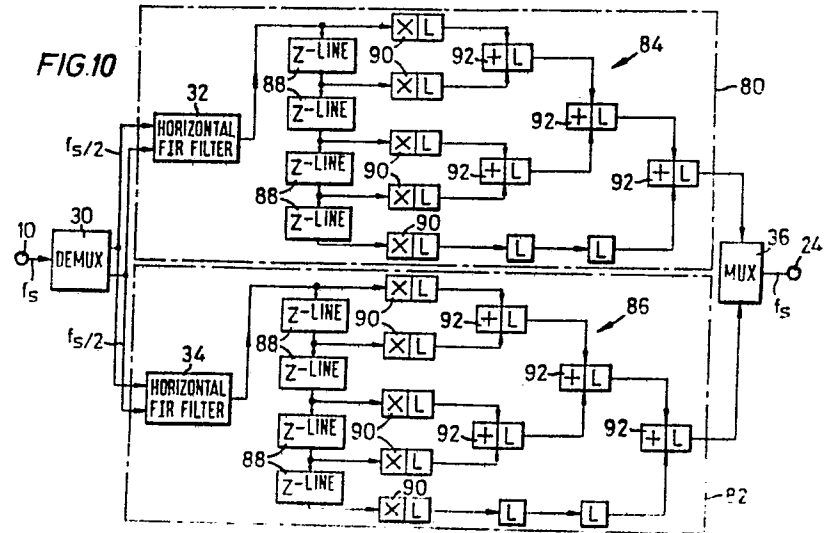 FIG.10
84
80
32
HORIZONTAL
FIR FILTER
88
Z-LINE
Z-LINE
Z-LINE
88
Z-LINE
× L
90
× L
× L
90
× L
90
× L
92 + L
92 + L
92 + L
92 + L
L
L
fs/2
10
fs
30
DEMUX
fs/2
36
MUX
24
fs
86
82
34
HORIZONTAL
FIR FILTER
88
Z-LINE
Z-LINE
Z-LINE
88
Z-LINE
× L
90
× L
× L
90
× L
90
× L
92 + L
92 + L
92 + L
92 + L
L
L